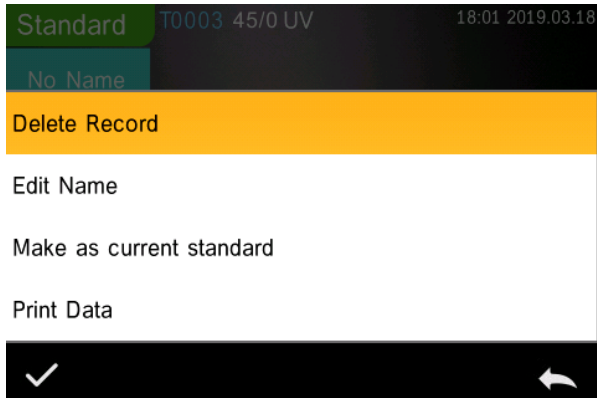 Standard T0003 45/0 UV 18:01 2019.03.18
No Name
Delete Record
Edit Name
Make as current standard
Print Data